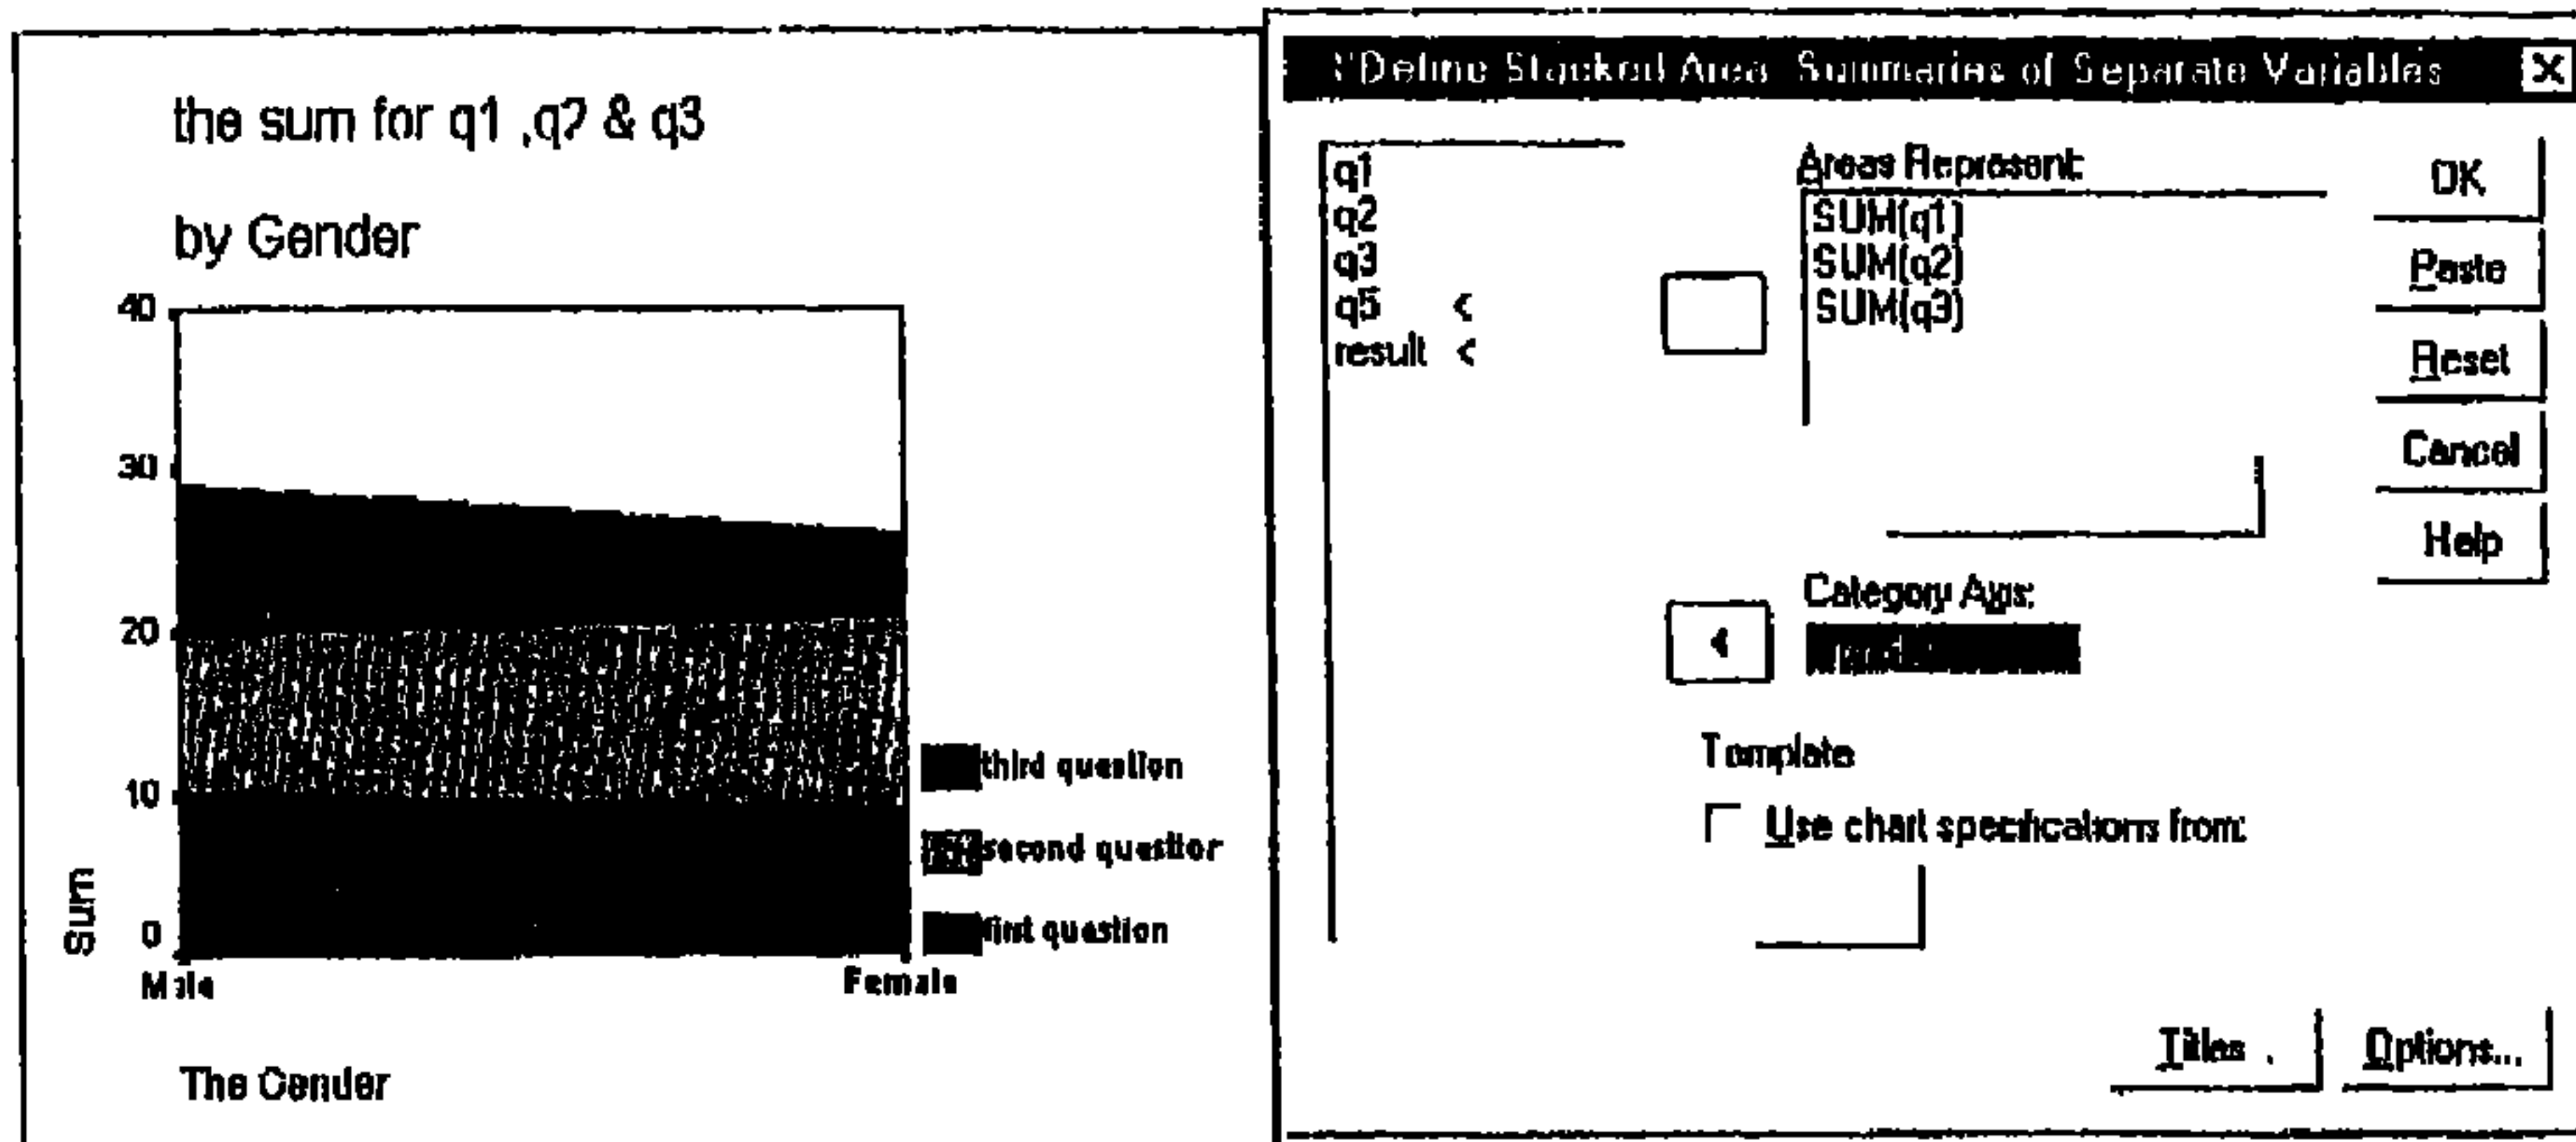 the sum for q1 ,q2 & q3
by Gender
40
30
20
10
0
Sum
Male
Female
third question
second question
first question
The Gender
Define Stacked Area Summaries of Separate Variables
q1
q2
q3
q5 <
result <
Areas Represent:
SUM(q1)
SUM(q2)
SUM(q3)
Category Axis:
Template
Use chart specifications from:
OK
Paste
Reset
Cancel
Help
Titles .
Options...